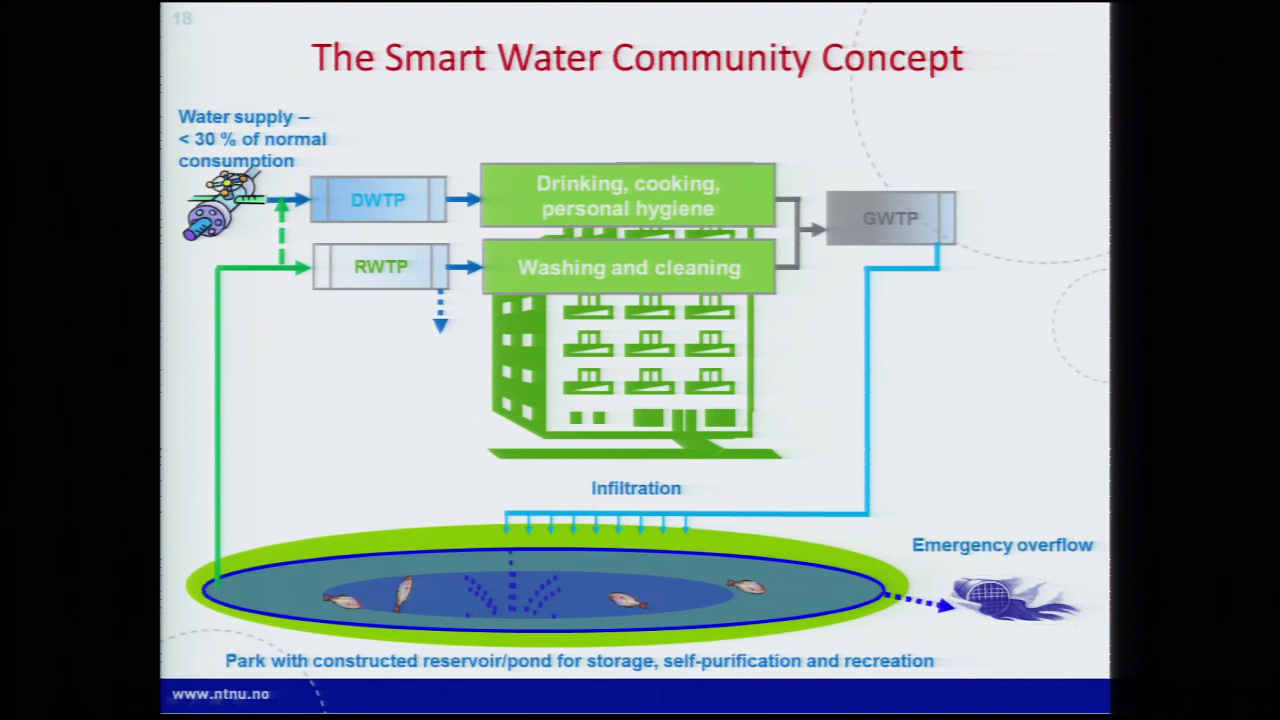 18
The Smart Water Community Concept
Water supply –
< 30 % of normal
consumption
DWTP
Drinking, cooking,
personal hygiene
GWTP
RWTP
Washing and cleaning
Infiltration
Emergency overflow
Park with constructed reservoir/pond for storage, self-purification and recreation
www.ntnu.no